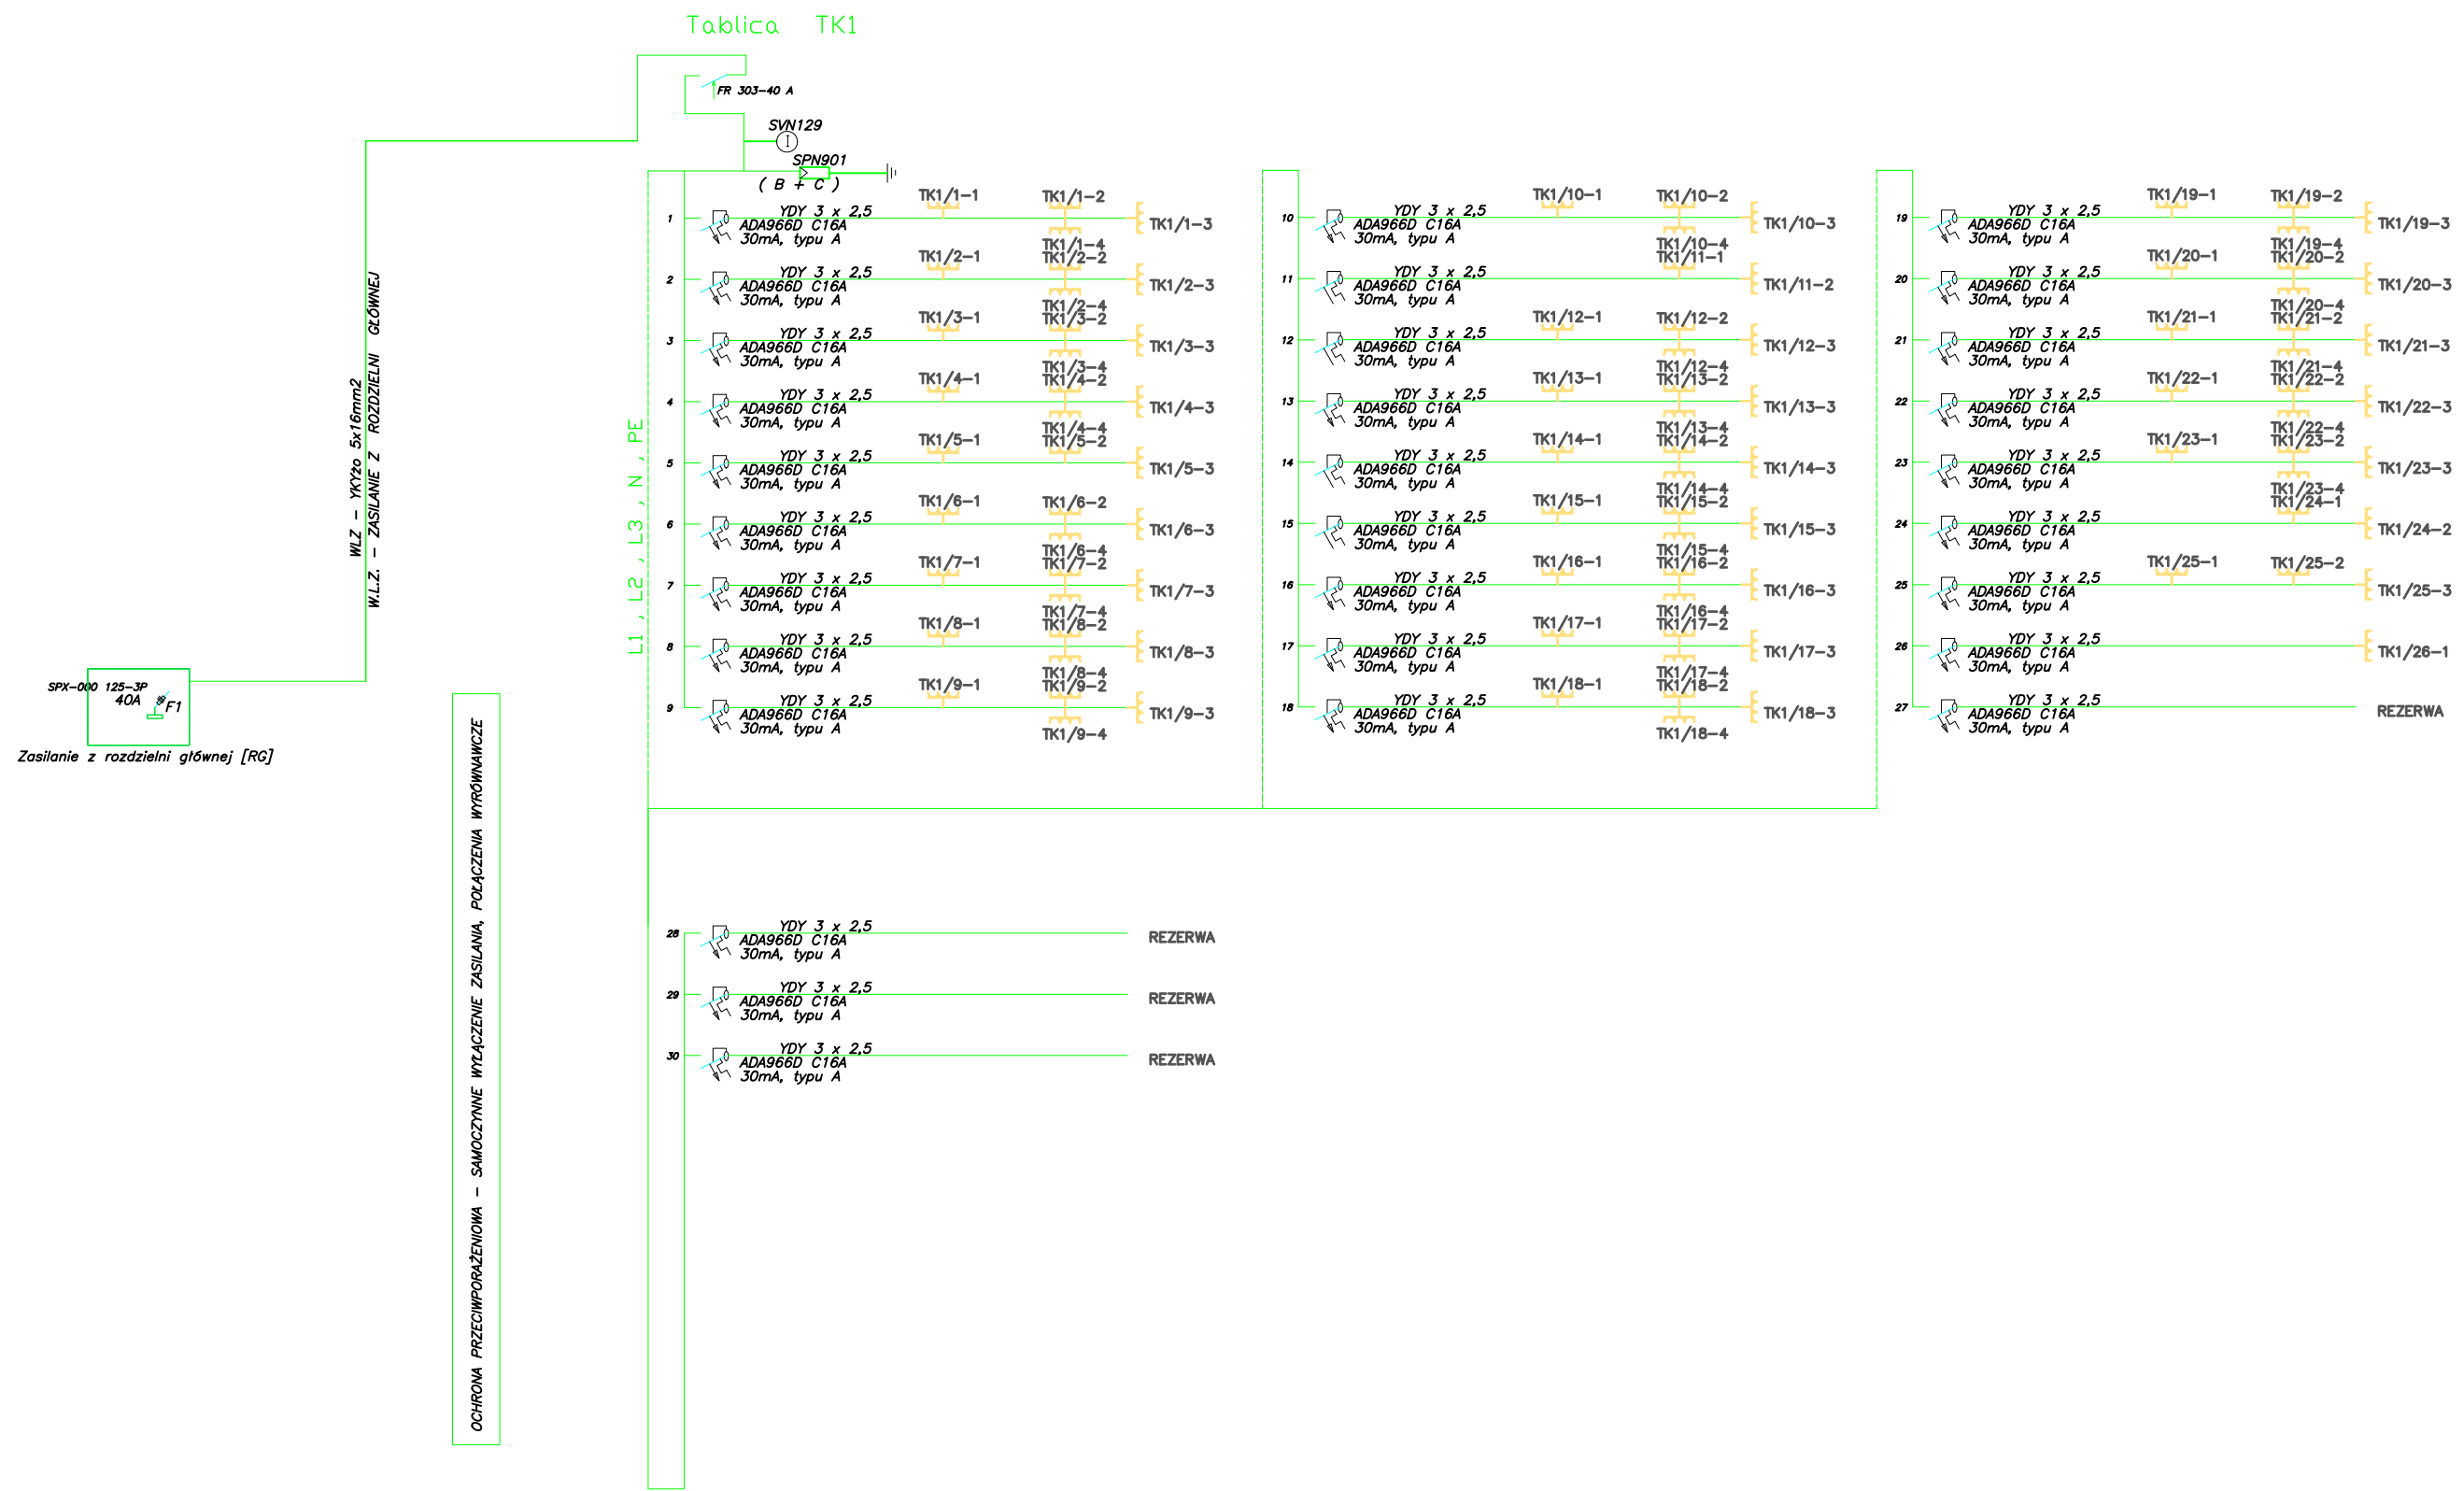 Tablica TK1
FR 303-40 A
SVN129
SPN901
( B + C )
WLZ - YKYżo 5x16mm2
W.L.Z. - ZASILANIE Z ROZDZIELNI GŁÓWNEJ
L1 , L2 , L3 , N , PE
SPX-000 125-3P
40A
F1
Zasilanie z rozdzielni głównej [RG]
OCHRONA PRZECIWPORAŻENIOWA - SAMOCZYNNE WYŁĄCZENIE ZASILANIA, POŁĄCZENIA WYRÓWNAWCZE
1
YDY 3 x 2,5
ADA966D C16A
30mA, typu A
TK1/1-1
TK1/1-2
TK1/1-3
TK1/1-4
2
YDY 3 x 2,5
ADA966D C16A
30mA, typu A
TK1/2-1
TK1/2-2
TK1/2-3
TK1/2-4
3
YDY 3 x 2,5
ADA966D C16A
30mA, typu A
TK1/3-1
TK1/3-2
TK1/3-3
TK1/3-4
4
YDY 3 x 2,5
ADA966D C16A
30mA, typu A
TK1/4-1
TK1/4-2
TK1/4-3
TK1/4-4
5
YDY 3 x 2,5
ADA966D C16A
30mA, typu A
TK1/5-1
TK1/5-2
TK1/5-3
6
YDY 3 x 2,5
ADA966D C16A
30mA, typu A
TK1/6-1
TK1/6-2
TK1/6-3
TK1/6-4
7
YDY 3 x 2,5
ADA966D C16A
30mA, typu A
TK1/7-1
TK1/7-2
TK1/7-3
TK1/7-4
8
YDY 3 x 2,5
ADA966D C16A
30mA, typu A
TK1/8-1
TK1/8-2
TK1/8-3
TK1/8-4
9
YDY 3 x 2,5
ADA966D C16A
30mA, typu A
TK1/9-1
TK1/9-2
TK1/9-3
TK1/9-4
10
YDY 3 x 2,5
ADA966D C16A
30mA, typu A
TK1/10-1
TK1/10-2
TK1/10-3
TK1/10-4
11
YDY 3 x 2,5
ADA966D C16A
30mA, typu A
TK1/11-1
TK1/11-2
12
YDY 3 x 2,5
ADA966D C16A
30mA, typu A
TK1/12-1
TK1/12-2
TK1/12-3
TK1/12-4
13
YDY 3 x 2,5
ADA966D C16A
30mA, typu A
TK1/13-1
TK1/13-2
TK1/13-3
TK1/13-4
14
YDY 3 x 2,5
ADA966D C16A
30mA, typu A
TK1/14-1
TK1/14-2
TK1/14-3
TK1/14-4
15
YDY 3 x 2,5
ADA966D C16A
30mA, typu A
TK1/15-1
TK1/15-2
TK1/15-3
TK1/15-4
16
YDY 3 x 2,5
ADA966D C16A
30mA, typu A
TK1/16-1
TK1/16-2
TK1/16-3
TK1/16-4
17
YDY 3 x 2,5
ADA966D C16A
30mA, typu A
TK1/17-1
TK1/17-2
TK1/17-3
TK1/17-4
18
YDY 3 x 2,5
ADA966D C16A
30mA, typu A
TK1/18-1
TK1/18-2
TK1/18-3
TK1/18-4
19
YDY 3 x 2,5
ADA966D C16A
30mA, typu A
TK1/19-1
TK1/19-2
TK1/19-3
TK1/19-4
20
YDY 3 x 2,5
ADA966D C16A
30mA, typu A
TK1/20-1
TK1/20-2
TK1/20-3
TK1/20-4
21
YDY 3 x 2,5
ADA966D C16A
30mA, typu A
TK1/21-1
TK1/21-2
TK1/21-3
TK1/21-4
22
YDY 3 x 2,5
ADA966D C16A
30mA, typu A
TK1/22-1
TK1/22-2
TK1/22-3
TK1/22-4
23
YDY 3 x 2,5
ADA966D C16A
30mA, typu A
TK1/23-1
TK1/23-2
TK1/23-3
TK1/23-4
24
YDY 3 x 2,5
ADA966D C16A
30mA, typu A
TK1/24-1
TK1/24-2
25
YDY 3 x 2,5
ADA966D C16A
30mA, typu A
TK1/25-1
TK1/25-2
TK1/25-3
26
YDY 3 x 2,5
ADA966D C16A
30mA, typu A
TK1/26-1
27
YDY 3 x 2,5
ADA966D C16A
30mA, typu A
REZERWA
28
YDY 3 x 2,5
ADA966D C16A
30mA, typu A
REZERWA
29
YDY 3 x 2,5
ADA966D C16A
30mA, typu A
REZERWA
30
YDY 3 x 2,5
ADA966D C16A
30mA, typu A
REZERWA